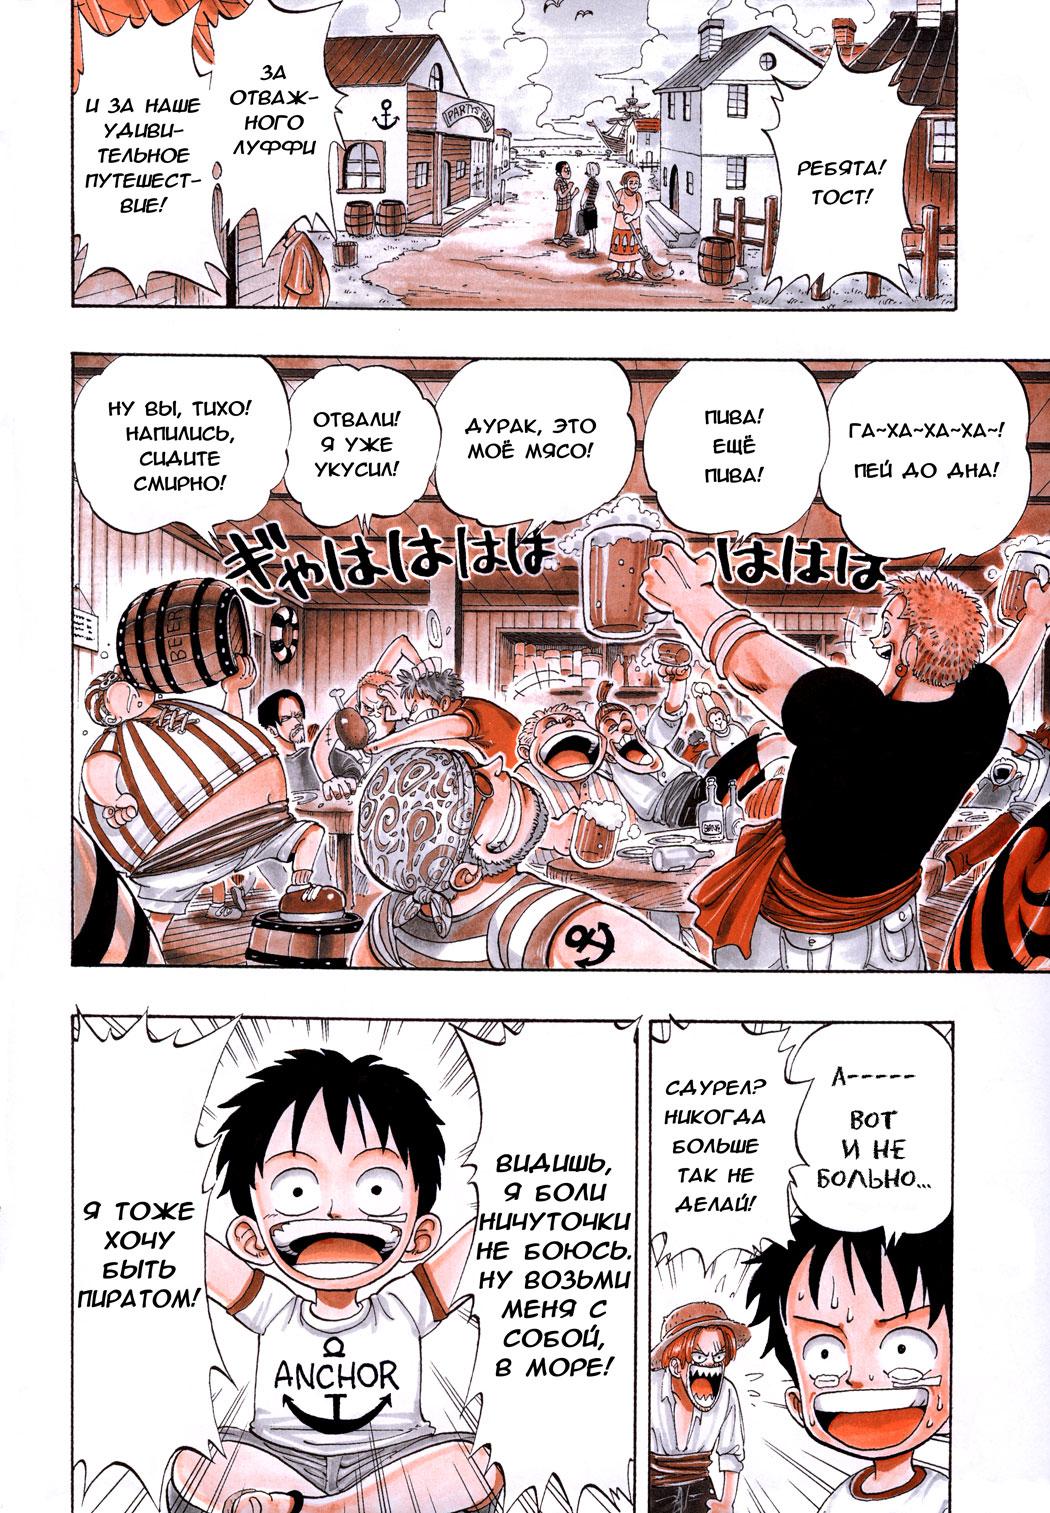 РЕБЯТА!
ТОСТ!
ЗА
ОТВАЖ-
НОГО
ЛУФФИ
И ЗА НАШЕ
УДИВИ-
ТЕЛЬНОЕ
ПУТЕШЕСТ-
ВИЕ!
PARTYS BAR
ГА~ХА~ХА~ХА~!
ПЕЙ ДО ДНА!
ПИВА!
ЕЩЁ
ПИВА!
ДУРАК, ЭТО
МОЁ МЯСО!
ОТВАЛИ!
Я УЖЕ
УКУСИЛ!
НУ ВЫ, ТИХО!
НАПИЛИСЬ,
СИДИТЕ
СМИРНО!
ぎゃははははは
はははは
BEER
А-----
ВОТ
И НЕ
БОЛЬНО...
СДУРЕЛ?
НИКОГДА
БОЛЬШЕ
ТАК НЕ
ДЕЛАЙ!
ВИДИШЬ,
Я БОЛИ
НИЧУТОЧКИ
НЕ БОЮСЬ.
НУ ВОЗЬМИ
МЕНЯ С
СОБОЙ,
В МОРЕ!
Я ТОЖЕ
ХОЧУ
БЫТЬ
ПИРАТОМ!
ANCHOR